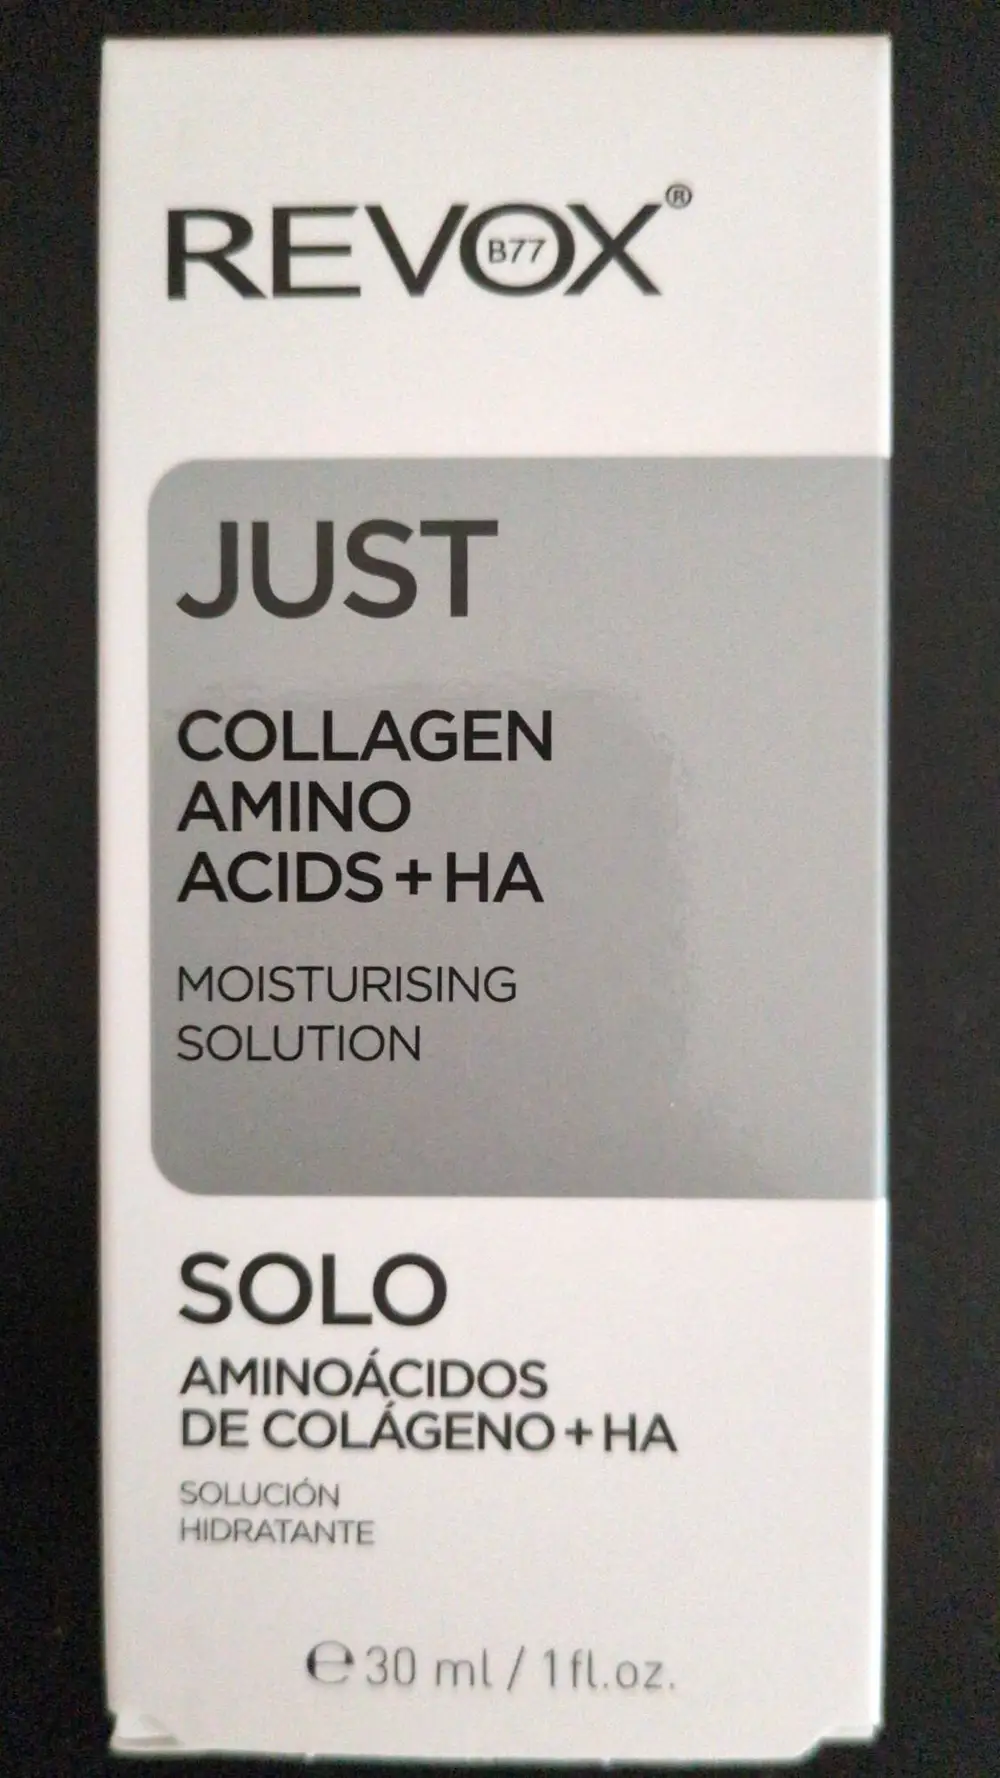 REVOX®
B77
JUST
COLLAGEN
AMINO
ACIDS+HA
MOISTURISING
SOLUTION
SOLO
AMINOÁCIDOS
DE COLÁGENO+HA
SOLUCIÓN
HIDRATANTE
℮30 ml / 1 fl.oz.